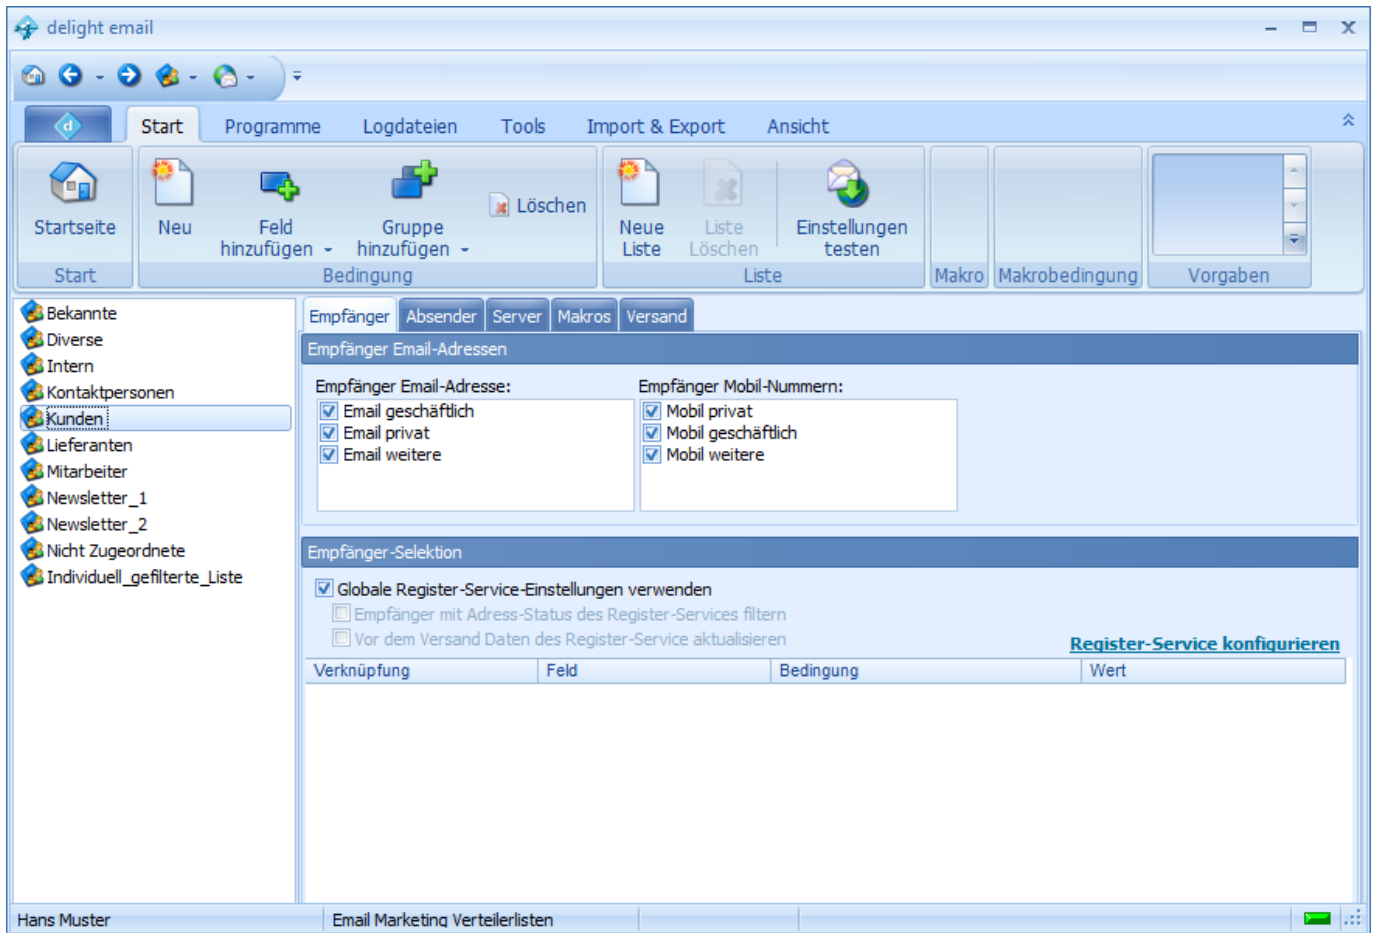 delight email
Start Programme Logdateien Tools Import & Export Ansicht
Startseite
Neu
Feld
hinzufügen
Gruppe
hinzufügen
Löschen
Neue
Liste
Liste
Löschen
Einstellungen
testen
Start Bedingung Liste Makro Makrobedingung Vorgaben
Bekannte
Diverse
Intern
Kontaktpersonen
Kunden
Lieferanten
Mitarbeiter
Newsletter_1
Newsletter_2
Nicht Zugeordnete
Individuell_gefilterte_Liste
Empfänger Absender Server Makros Versand
Empfänger Email-Adressen
Empfänger Email-Adresse:
Email geschäftlich
Email privat
Email weitere
Empfänger Mobil-Nummern:
Mobil privat
Mobil geschäftlich
Mobil weitere
Empfänger-Selektion
Globale Register-Service-Einstellungen verwenden
Empfänger mit Adress-Status des Register-Services filtern
Vor dem Versand Daten des Register-Service aktualisieren
Register-Service konfigurieren
Verknüpfung Feld Bedingung Wert
Hans Muster Email Marketing Verteilerlisten